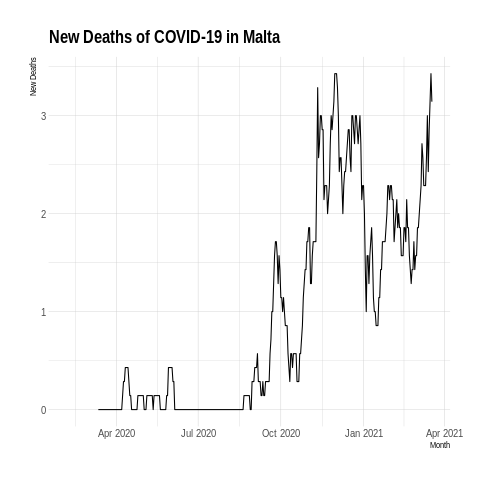 New Deaths of COVID-19 in Malta
New Deaths
3
2
1
0
Apr 2020 Jul 2020 Oct 2020 Jan 2021 Apr 2021
Month